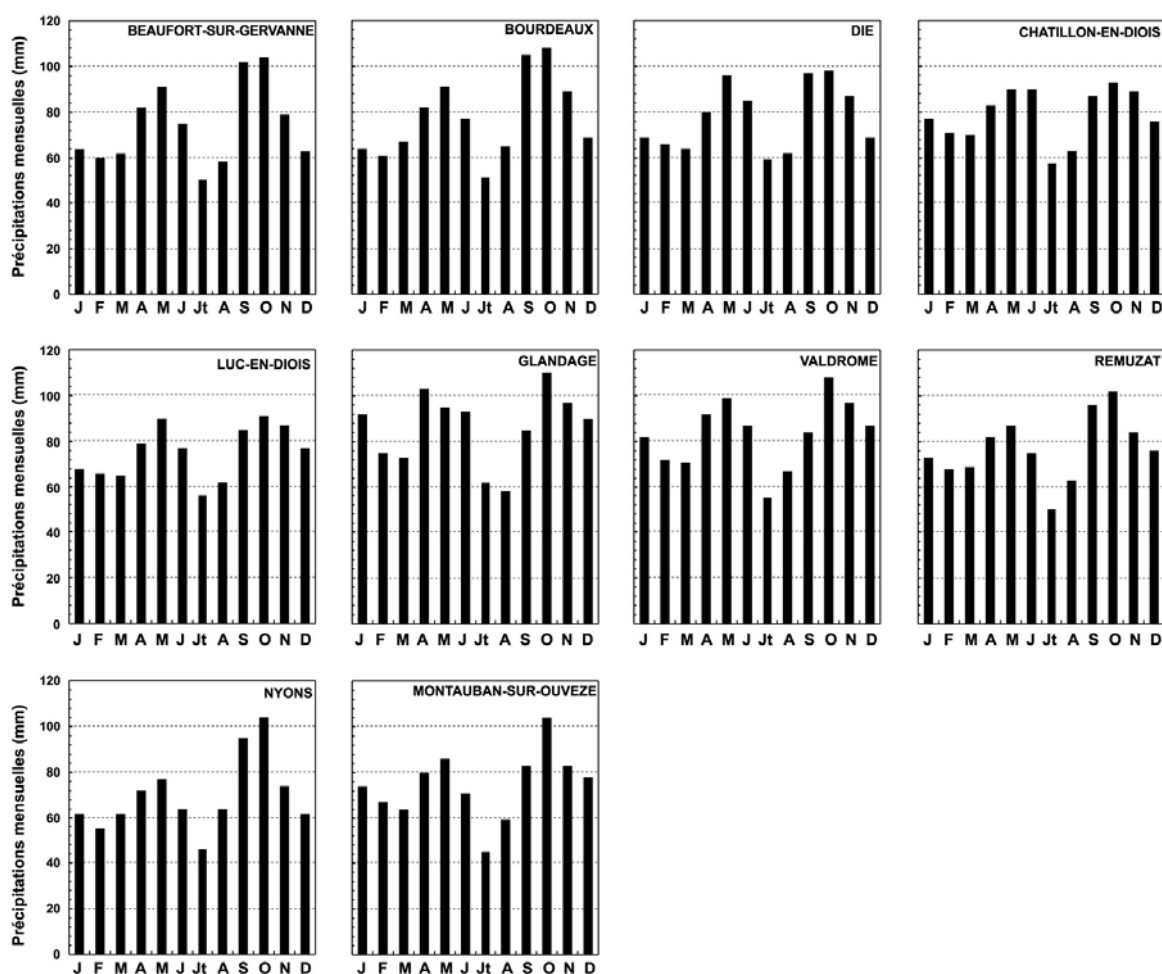 Précipitations mensuelles (mm)
120
100
80
60
40
20
0
BEAUFORT-SUR-GERVANNE
J F M A M J Jt A S O N D
BOURDEAUX
J F M A M J Jt A S O N D
DIE
J F M A M J Jt A S O N D
CHATILLON-EN-DIOIS
J F M A M J Jt A S O N D
Précipitations mensuelles (mm)
120
100
80
60
40
20
0
LUC-EN-DIOIS
J F M A M J Jt A S O N D
GLANDAGE
J F M A M J Jt A S O N D
VALDROME
J F M A M J Jt A S O N D
REMUZAT
J F M A M J Jt A S O N D
Précipitations mensuelles (mm)
120
100
80
60
40
20
0
NYONS
J F M A M J Jt A S O N D
MONTAUBAN-SUR-OUVEZE
J F M A M J Jt A S O N D